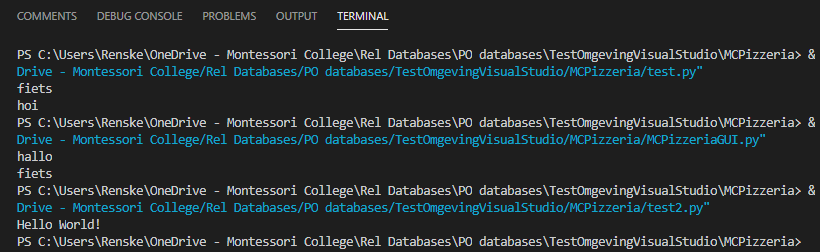 COMMENTS DEBUG CONSOLE PROBLEMS OUTPUT TERMINAL
PS C:\Users\Renske\OneDrive - Montessori College\Rel Databases\PO databases\TestOmgevingVisualStudio\MCPizzeria> &
Drive - Montessori College/Rel Databases/PO databases/TestOmgevingVisualStudio/MCPizzeria/test.py"
fiets
hoi
PS C:\Users\Renske\OneDrive - Montessori College\Rel Databases\PO databases\TestOmgevingVisualStudio\MCPizzeria> &
Drive - Montessori College/Rel Databases/PO databases/TestOmgevingVisualStudio/MCPizzeria/MCPizzeriaGUI.py"
hallo
fiets
PS C:\Users\Renske\OneDrive - Montessori College\Rel Databases\PO databases\TestOmgevingVisualStudio\MCPizzeria> &
Drive - Montessori College/Rel Databases/PO databases/TestOmgevingVisualStudio/MCPizzeria/test2.py"
Hello World!
PS C:\Users\Renske\OneDrive - Montessori College\Rel Databases\PO databases\TestOmgevingVisualStudio\MCPizzeria>